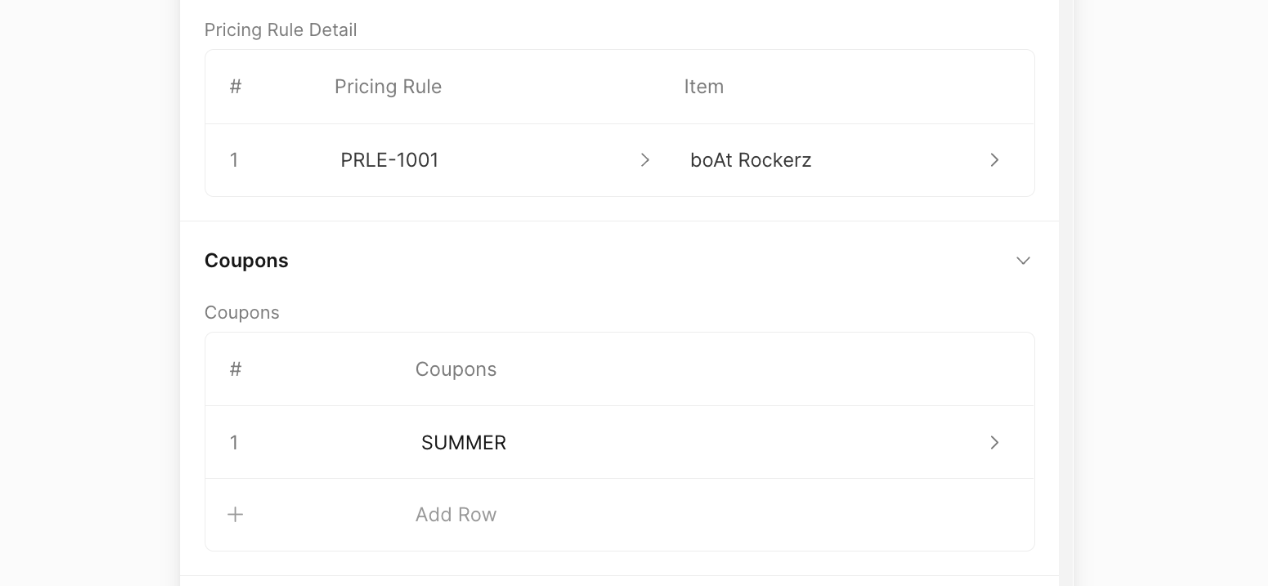 Pricing Rule Detail
# Pricing Rule Item
1 PRLE-1001 boAt Rockerz
Coupons
Coupons
# Coupons
1 SUMMER
Add Row